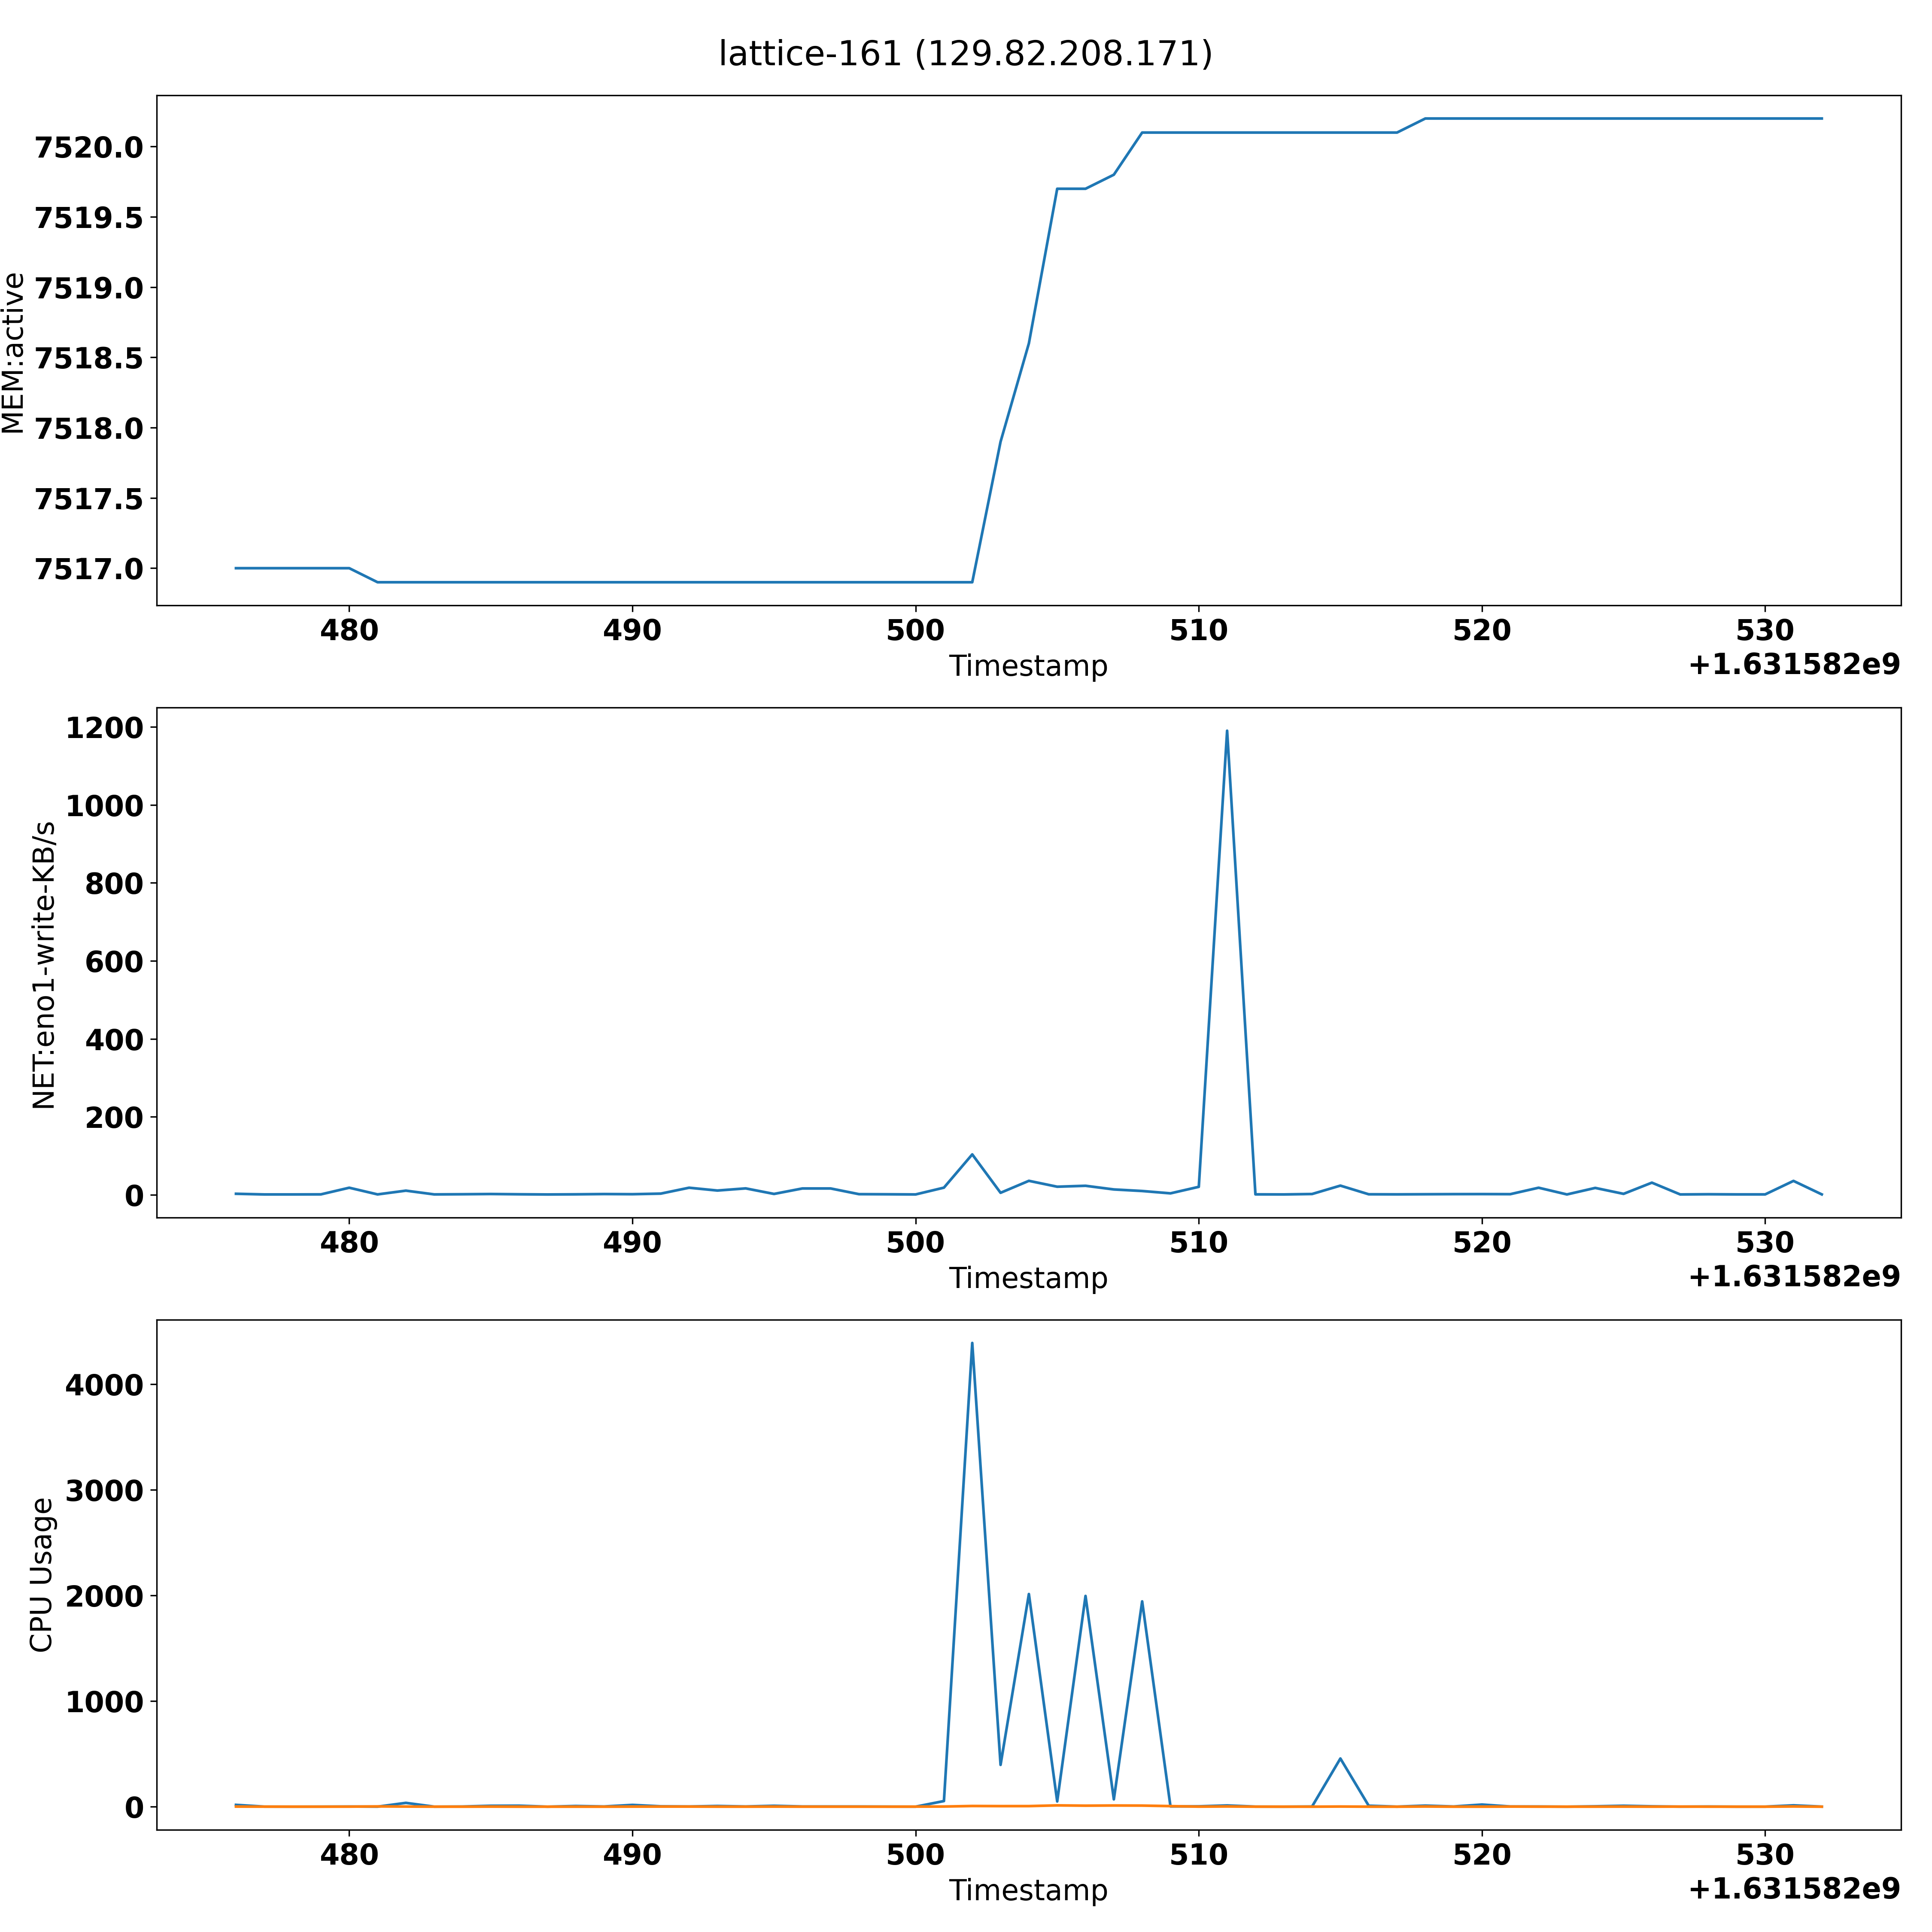 lattice-161 (129.82.208.171)
7520.0
7519.5
7519.0
7518.5
7518.0
7517.5
7517.0
MEM:active
480 490 500 510 520 530
Timestamp
+1.631582e9
1200
1000
800
600
400
200
0
NET:eno1-write-KB/s
480 490 500 510 520 530
Timestamp
+1.631582e9
4000
3000
2000
1000
0
CPU Usage
480 490 500 510 520 530
Timestamp
+1.631582e9